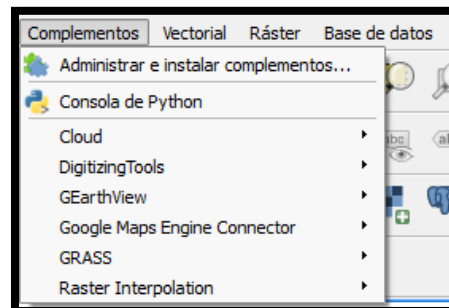 Complementos Vectorial Ráster Base de datos
Administrar e instalar complementos...
Consola de Python
Cloud
DigitizingTools
GEarthView
Google Maps Engine Connector
GRASS
Raster Interpolation
abc